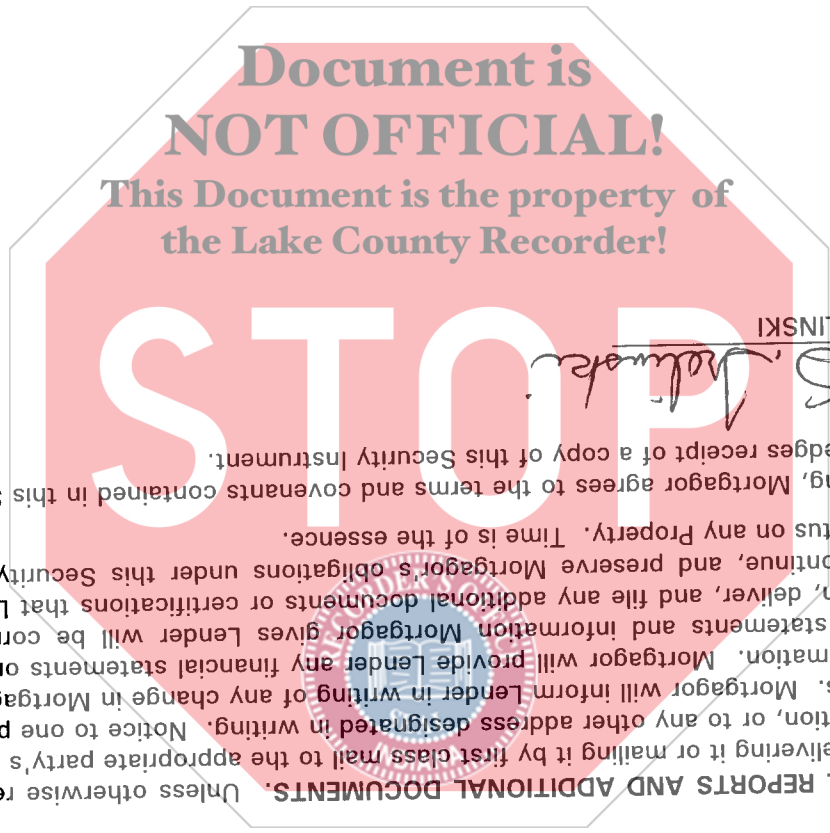 Document is
NOT OFFICIAL!
This Document is the property of
the Lake County Recorder!
STOP
RECORDER'S OFFICE
INDIANA
. REPORTS AND ADDITIONAL DOCUMENTS. Unless otherwise re
elivering it or mailing it by first class mail to the appropriate party's
tion, or to any other address designated in writing. Notice to one p
s. Mortgagor will inform Lender in writing of any change in Mortgag
mation. Mortgagor will provide Lender any financial statements or
statements and information Mortgagor gives Lender will be corr
n, deliver, and file any additional documents or certifications that L
ontinue, and preserve Mortgagor's obligations under this Security
tus on any Property. Time is of the essence.
ng, Mortgagor agrees to the terms and covenants contained in this S
edges receipt of a copy of this Security Instrument.
LINSKI